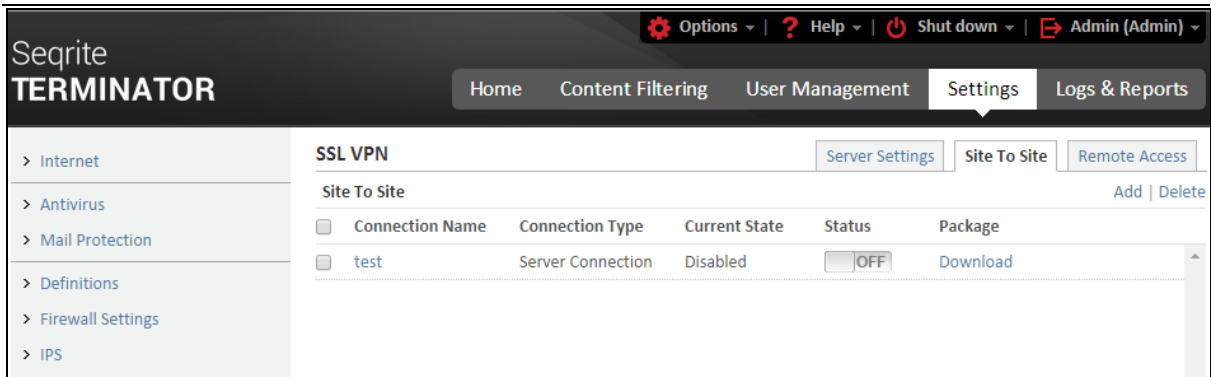 Options | ? Help | Shut down | Admin (Admin)
Seqrite
TERMINATOR
Home Content Filtering User Management Settings Logs & Reports
> Internet
> Antivirus
> Mail Protection
> Definitions
> Firewall Settings
> IPS
SSL VPN Server Settings Site To Site Remote Access
Site To Site Add | Delete
Connection Name Connection Type Current State Status Package
test Server Connection Disabled OFF Download